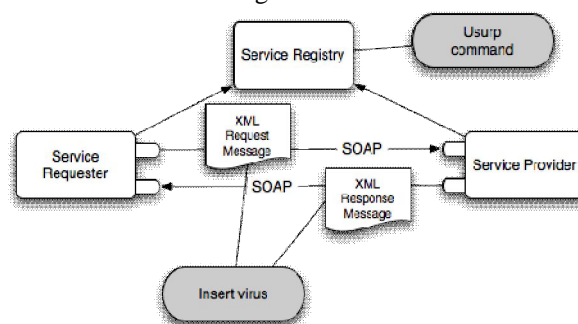 Usurp
command
Service Registry
XML
Request
Message
SOAP
Service
Requester
Service Provider
SOAP
XML
Response
Message
Insert virus